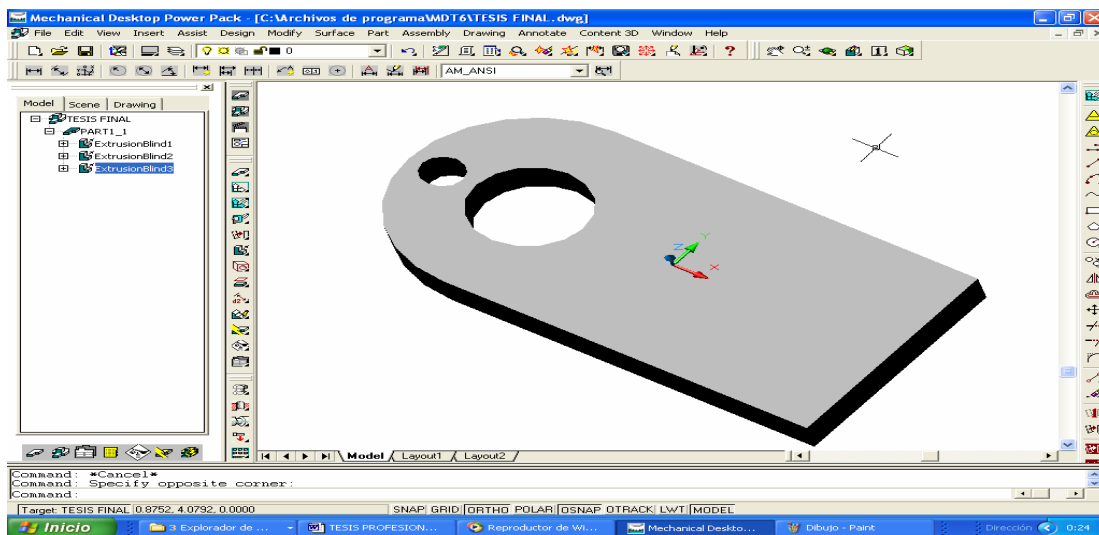 Mechanical Desktop Power Pack - [C:\Archivos de programa\MDT6\TESIS FINAL.dwg]
File Edit View Insert Assist Design Modify Surface Part Assembly Drawing Annotate Content 3D Window Help
0
AM_ANSI
Model Scene Drawing
TESIS FINAL
PART1_1
ExtrusionBlind1
ExtrusionBlind2
ExtrusionBlind3
Z Y
X
Model Layout1 Layout2
Command: *Cancel*
Command: Specify opposite corner:
Command:
Target: TESIS FINAL 0.8752, 4.0792, 0.0000 SNAP GRID ORTHO POLAR OSNAP OTRACK LWT MODEL
Inicio 3 Explorador de ... TESIS PROFESION... Reproductor de Wi... Mechanical Deskto... Dibujo - Paint Dirección 0:24